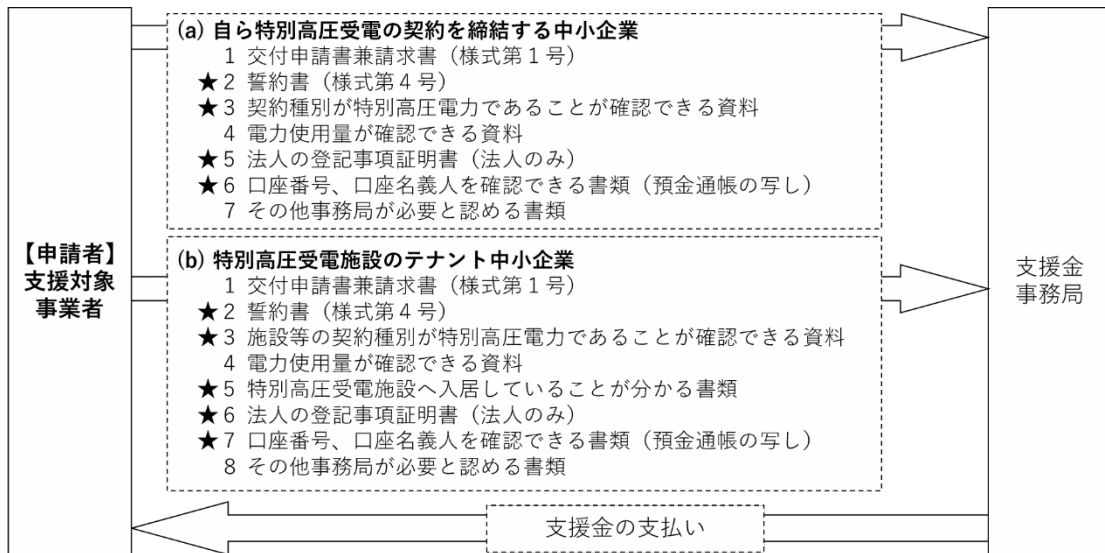 (a) 自ら特別高圧受電の契約を締結する中小企業
1 交付申請書兼請求書（様式第１号）
★2 誓約書（様式第４号）
★3 契約種別が特別高圧電力であることが確認できる資料
4 電力使用量が確認できる資料
★5 法人の登記事項証明書（法人のみ）
★6 口座番号、口座名義人を確認できる書類（預金通帳の写し）
7 その他事務局が必要と認める書類
【申請者】
支援対象
事業者
(b) 特別高圧受電施設のテナント中小企業
1 交付申請書兼請求書（様式第１号）
★2 誓約書（様式第４号）
★3 施設等の契約種別が特別高圧電力であることが確認できる資料
4 電力使用量が確認できる資料
★5 特別高圧受電施設へ入居していることが分かる書類
★6 法人の登記事項証明書（法人のみ）
★7 口座番号、口座名義人を確認できる書類（預金通帳の写し）
8 その他事務局が必要と認める書類
支援金
事務局
支援金の支払い